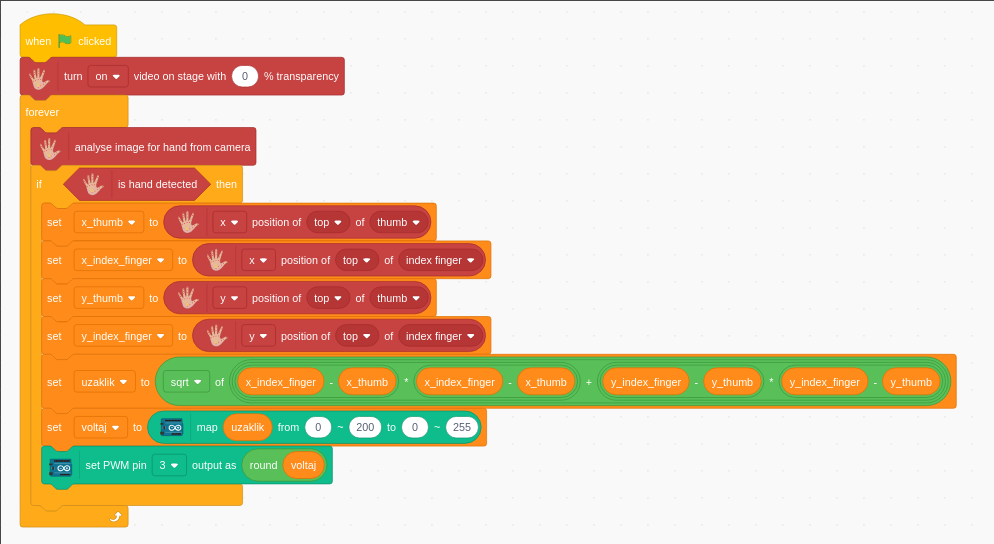 when clicked
turn on video on stage with 0 % transparency
forever
analyse image for hand from camera
if is hand detected then
set x_thumb to x position of top of thumb
set x_index_finger to x position of top of index finger
set y_thumb to y position of top of thumb
set y_index_finger to y position of top of index finger
set uzaklik to sqrt of x_index_finger - x_thumb * x_index_finger - x_thumb + y_index_finger - y_thumb * y_index_finger - y_thumb
set voltaj to map uzaklik from 0 ~ 200 to 0 ~ 255
set PWM pin 3 output as round voltaj